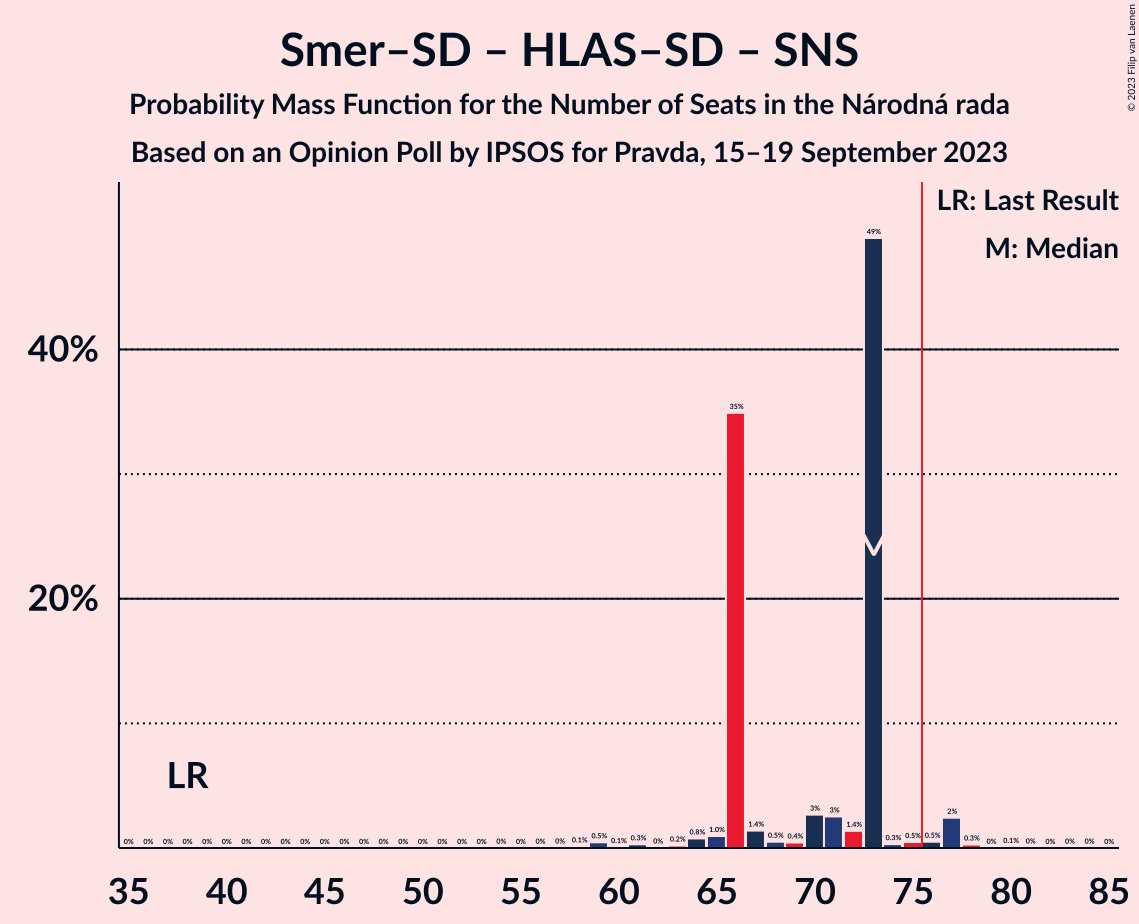 Smer–SD – HLAS–SD – SNS
Probability Mass Function for the Number of Seats in the Národná rada
Based on an Opinion Poll by IPSOS for Pravda, 15–19 September 2023
© 2023 Filip van Laenen
LR: Last Result
M: Median
49%
40%
35%
20%
LR
0% 0% 0% 0% 0% 0% 0% 0% 0% 0% 0% 0% 0% 0% 0% 0% 0% 0% 0% 0% 0% 0% 0% 0.1% 0.5% 0.1% 0.3% 0% 0.2% 0.8% 1.0% 1.4% 0.5% 0.4% 3% 3% 1.4% 0.3% 0.5% 0.5% 2% 0.3% 0% 0.1% 0% 0% 0% 0% 0%
35 40 45 50 55 60 65 70 75 80 85